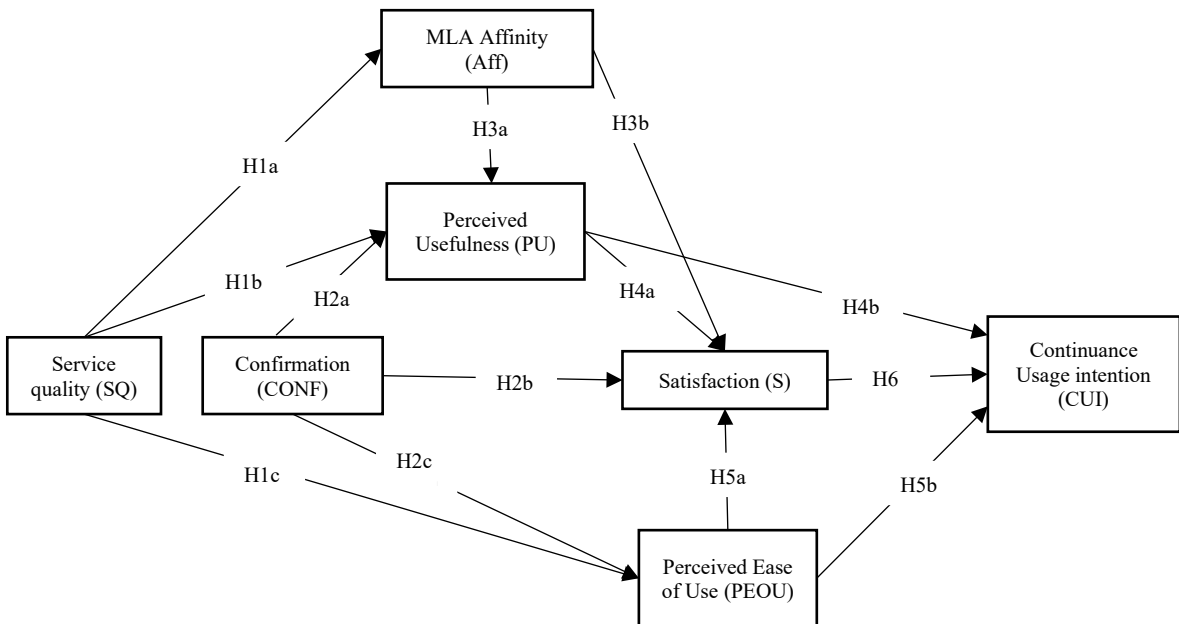 MLA Affinity
(Aff)
H3a
H3b
H1a
Perceived
Usefulness (PU)
H1b
H2a
H4a
H4b
Service
quality (SQ)
Confirmation
(CONF)
H2b
Satisfaction (S)
H6
Continuance
Usage intention
(CUI)
H1c
H2c
H5a
H5b
Perceived Ease
of Use (PEOU)